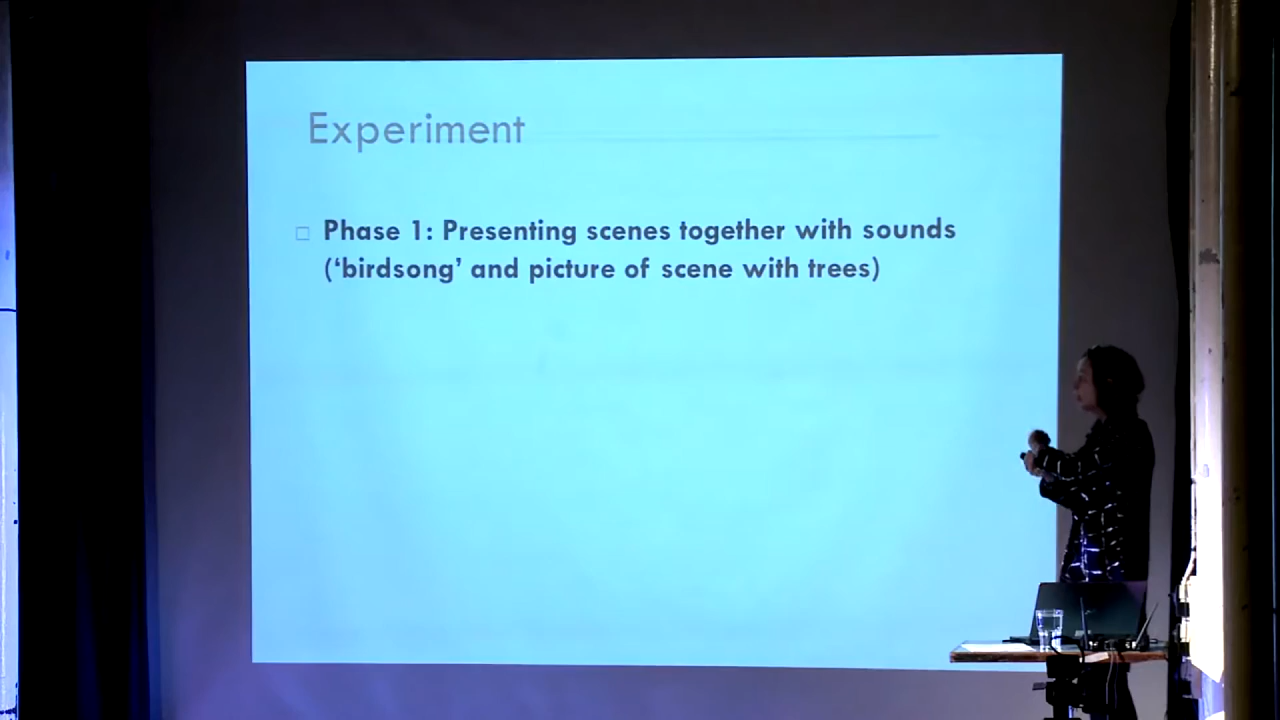 Experiment
Phase 1: Presenting scenes together with sounds
(‘birdsong’ and picture of scene with trees)